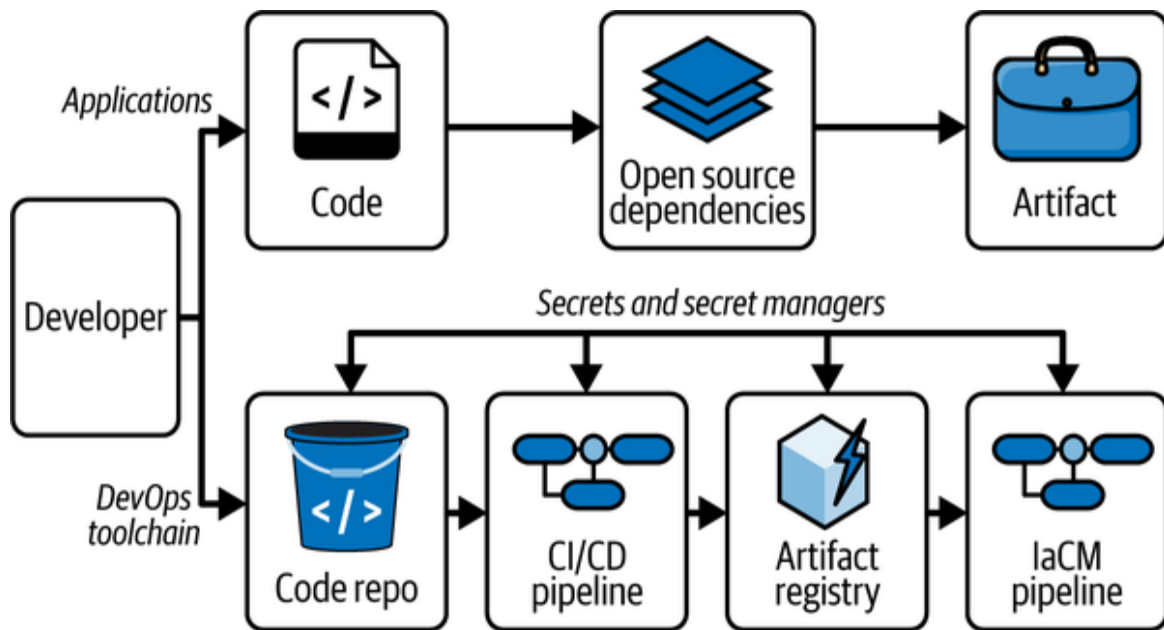 Applications
</>
Code
Open source
dependencies
Artifact
Developer
Secrets and secret managers
DevOps
toolchain
</>
Code repo
CI/CD
pipeline
Artifact
registry
IaCM
pipeline